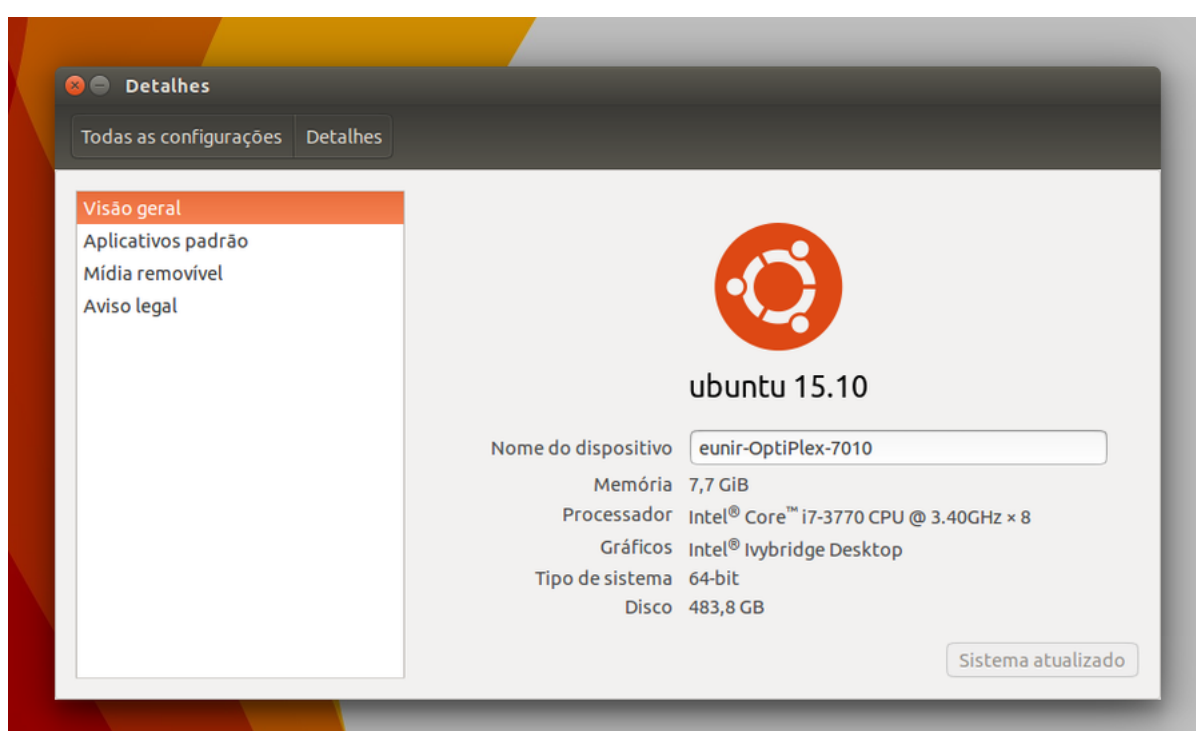 Detalhes
Todas as configurações Detalhes
Visão geral
Aplicativos padrão
Mídia removível
Aviso legal
ubuntu 15.10
Nome do dispositivo eunir-OptiPlex-7010
Memória 7,7 GiB
Processador Intel® Core™ i7-3770 CPU @ 3.40GHz × 8
Gráficos Intel® Ivybridge Desktop
Tipo de sistema 64-bit
Disco 483,8 GB
Sistema atualizado